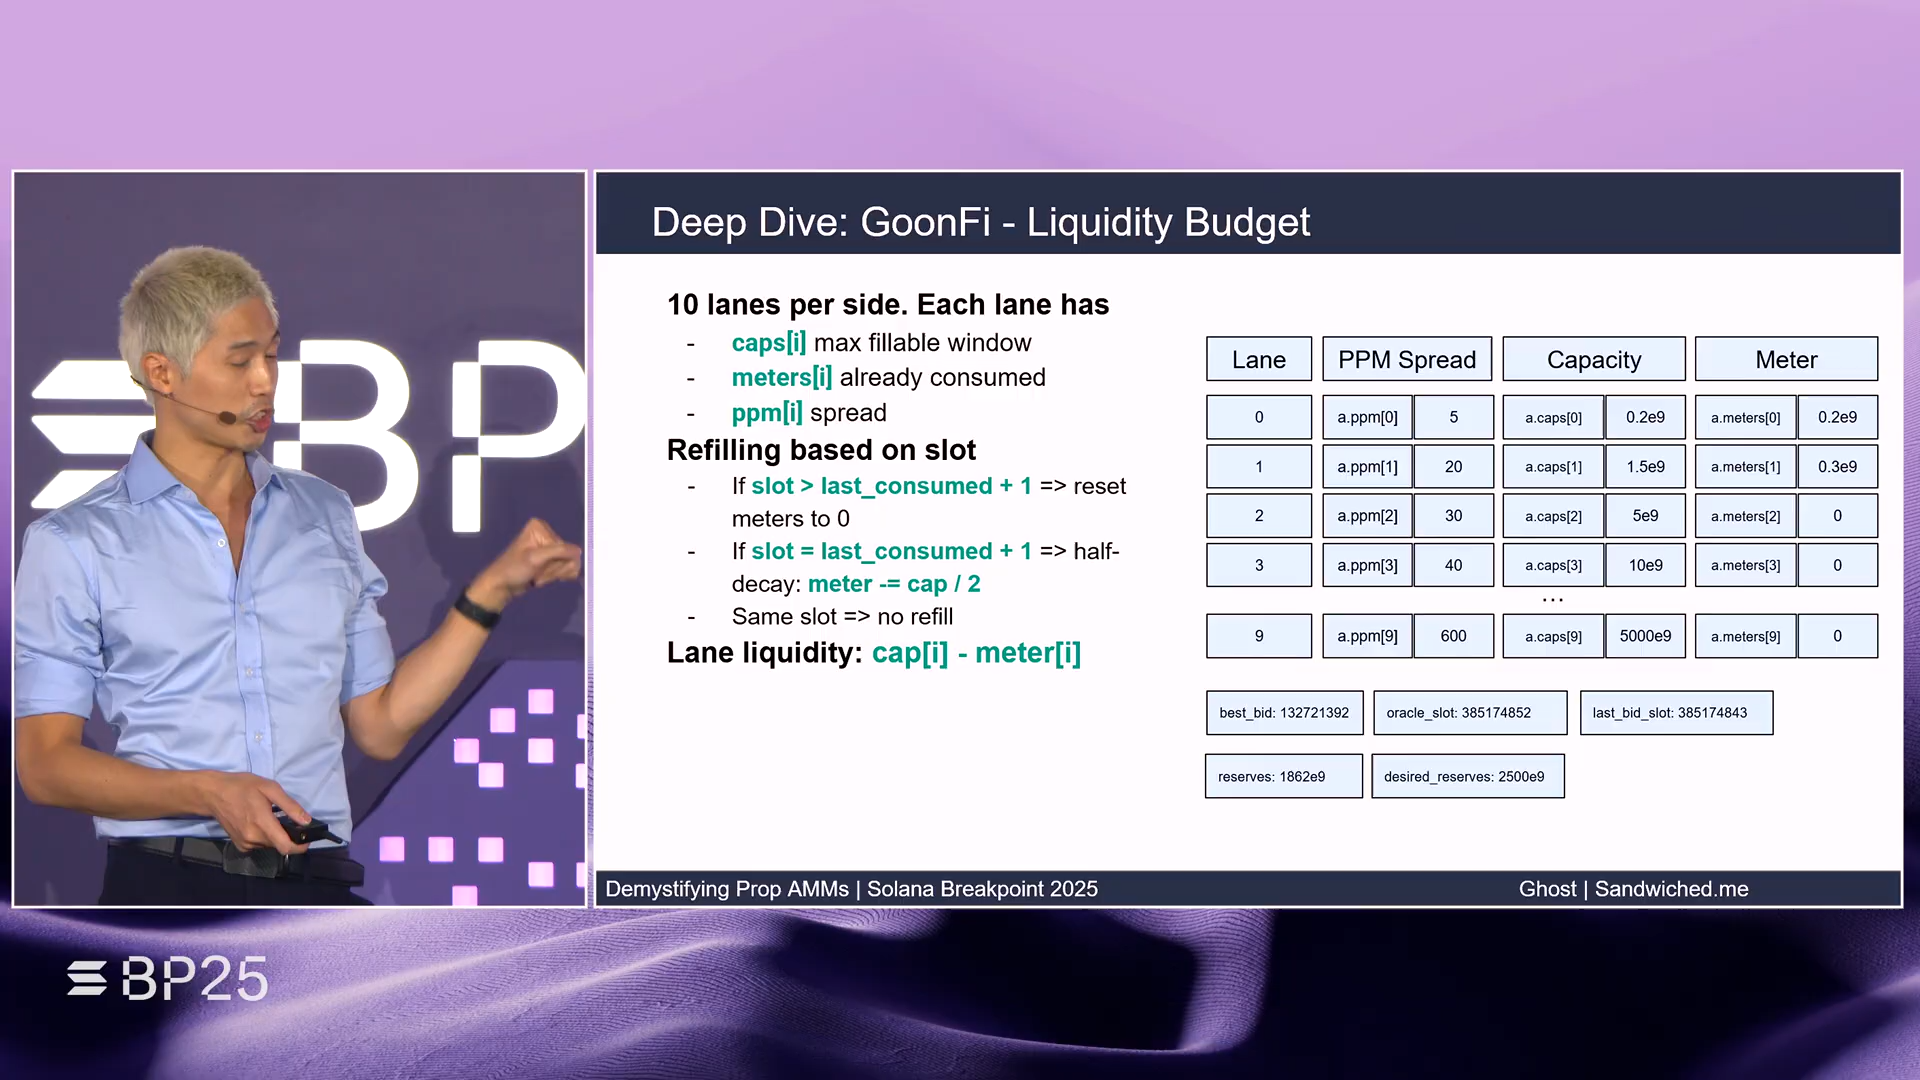 BP
Deep Dive: GoonFi - Liquidity Budget
10 lanes per side. Each lane has
- caps[i] max fillable window
- meters[i] already consumed
- ppm[i] spread
Refilling based on slot
- If slot > last_consumed + 1 => reset
meters to 0
- If slot = last_consumed + 1 => half-
decay: meter -= cap / 2
- Same slot => no refill
Lane liquidity: cap[i] - meter[i]
Lane PPM Spread Capacity Meter
0 a.ppm[0] 5 a.caps[0] 0.2e9 a.meters[0] 0.2e9
1 a.ppm[1] 20 a.caps[1] 1.5e9 a.meters[1] 0.3e9
2 a.ppm[2] 30 a.caps[2] 5e9 a.meters[2] 0
3 a.ppm[3] 40 a.caps[3] 10e9 a.meters[3] 0
...
9 a.ppm[9] 600 a.caps[9] 5000e9 a.meters[9] 0
best_bid: 132721392 oracle_slot: 385174852 last_bid_slot: 385174843
reserves: 1862e9 desired_reserves: 2500e9
Demystifying Prop AMMs | Solana Breakpoint 2025 Ghost | Sandwiched.me
BP25